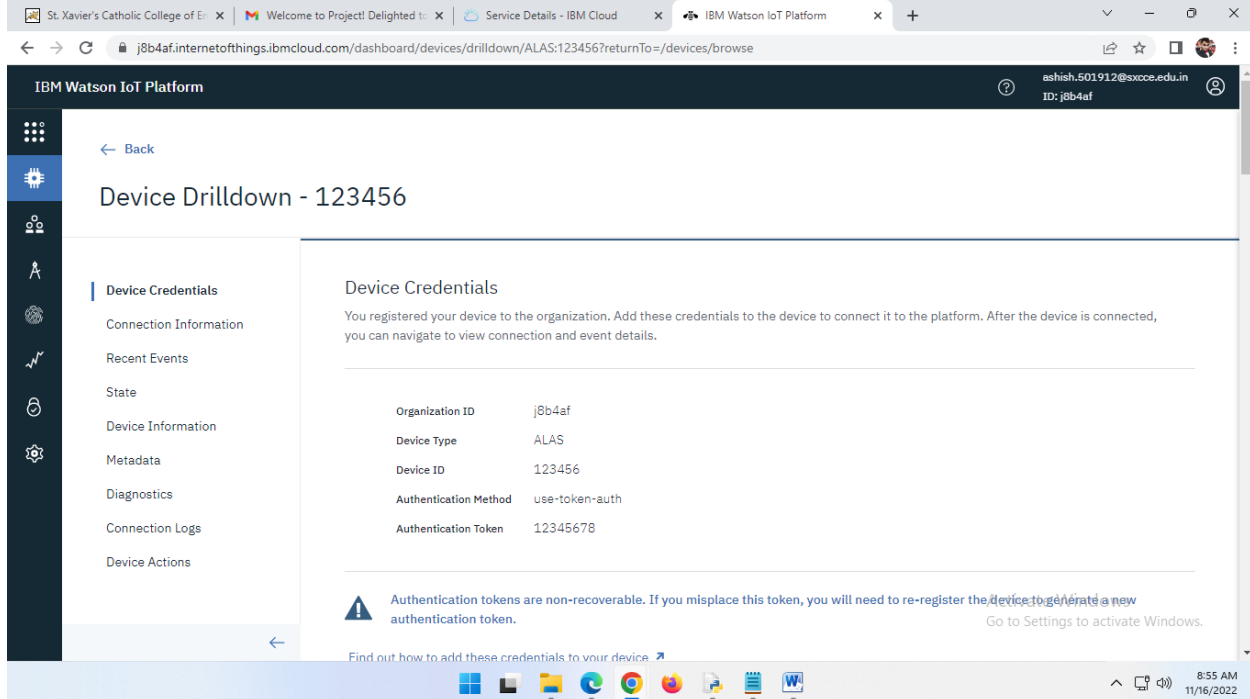 St. Xavier's Catholic College of En
Welcome to Project! Delighted to
Service Details - IBM Cloud
IBM Watson IoT Platform
j8b4af.internetofthings.ibmcloud.com/dashboard/devices/drilldown/ALAS:123456?returnTo=/devices/browse
IBM Watson IoT Platform
ashish.501912@sxcce.edu.in
ID: j8b4af
Back
Device Drilldown - 123456
Device Credentials
Connection Information
Recent Events
State
Device Information
Metadata
Diagnostics
Connection Logs
Device Actions
Device Credentials
You registered your device to the organization. Add these credentials to the device to connect it to the platform. After the device is connected,
you can navigate to view connection and event details.
Organization ID j8b4af
Device Type ALAS
Device ID 123456
Authentication Method use-token-auth
Authentication Token 12345678
Authentication tokens are non-recoverable. If you misplace this token, you will need to re-register the device to generate a new
authentication token.
Find out how to add these credentials to your device
Activate Windows
Go to Settings to activate Windows.
8:55 AM
11/16/2022